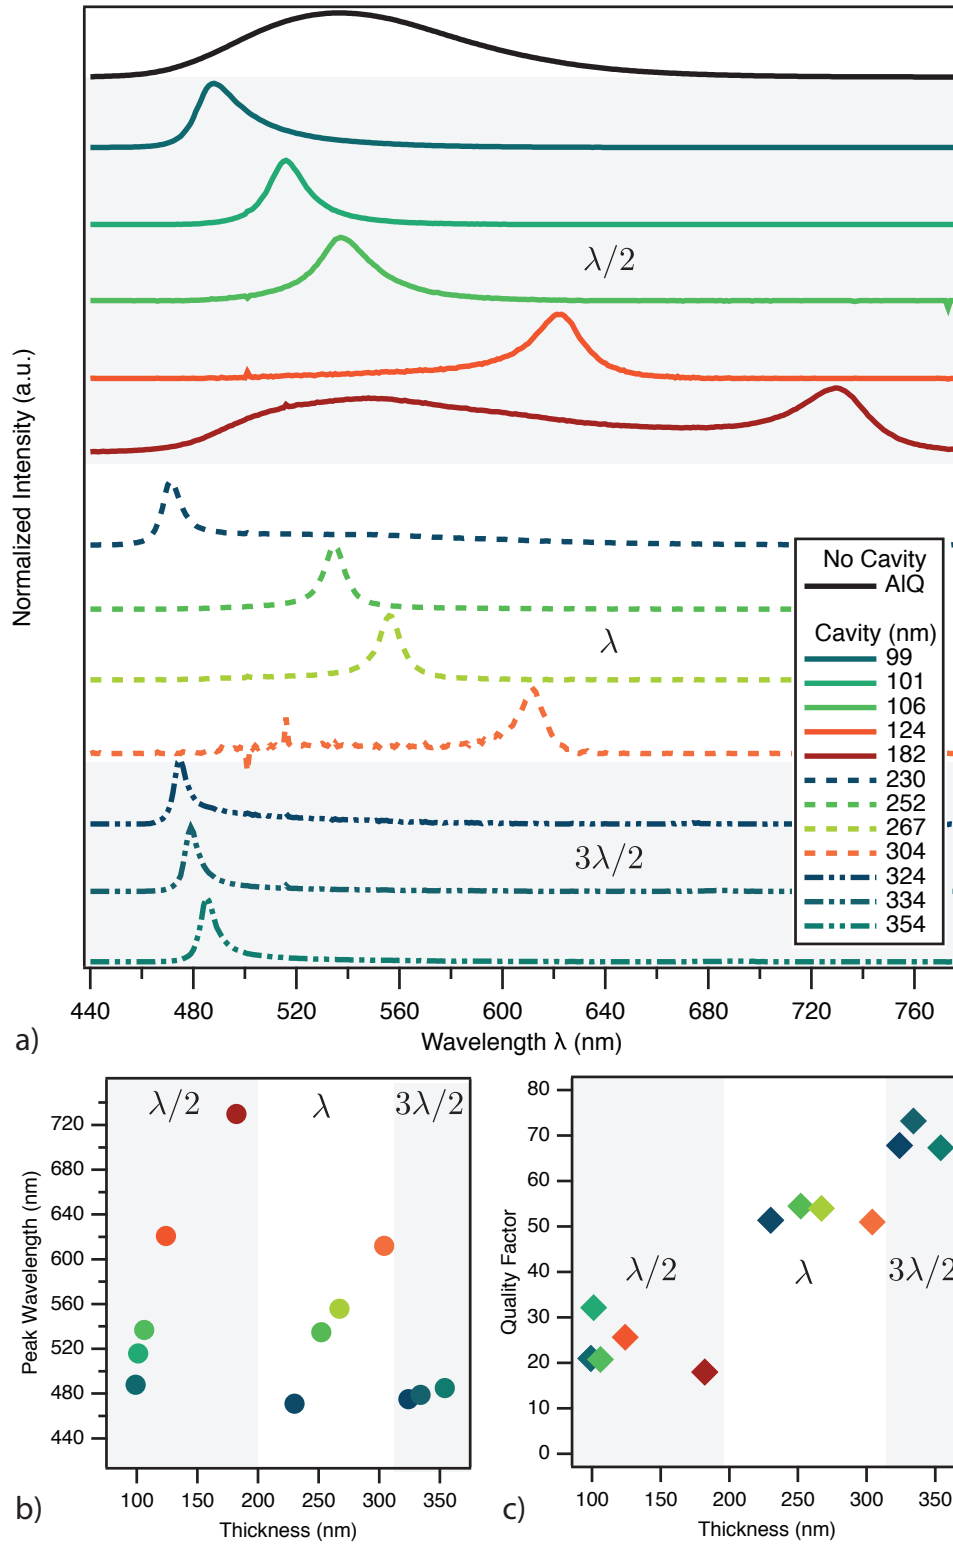 Normalized Intensity (a.u.)
λ/2
λ
3λ/2
No Cavity
AlQ
Cavity (nm)
99
101
106
124
182
230
252
267
304
324
334
354
440 480 520 560 600 640 680 720 760
Wavelength λ (nm)
a)
λ/2 λ 3λ/2
720
680
640
600
560
520
480
440
Peak Wavelength (nm)
100 150 200 250 300 350
Thickness (nm)
b)
80
70
60
50
40
30
20
10
0
Quality Factor
λ/2 λ 3λ/2
100 150 200 250 300 350
Thickness (nm)
c)